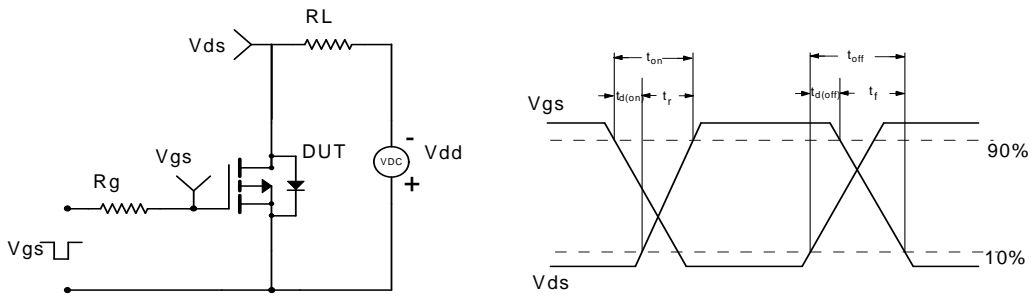 RL
Vds
Vgs
DUT
Rg
VDC
-
+
Vdd
Vgs
ton
toff
td(on)
tr
td(off)
tf
Vgs
90%
10%
Vds